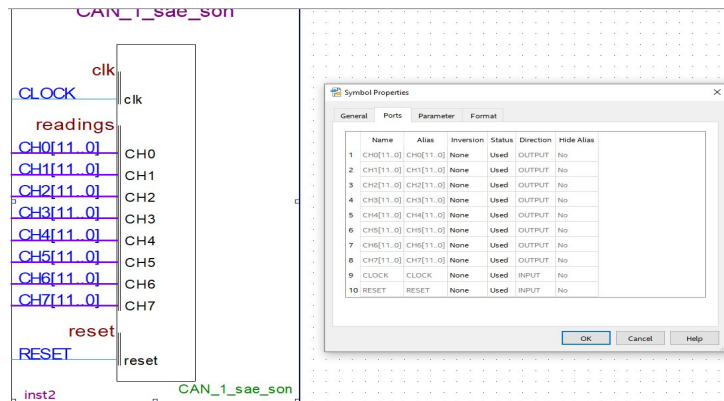 CAN_1_sae_son
clk
CLOCK
clk
readings
CH0[11..0]
CH0
CH1[11..0]
CH1
CH2[11..0]
CH2
CH3[11..0]
CH3
CH4[11..0]
CH4
CH5[11..0]
CH5
CH6[11..0]
CH6
CH7[11..0]
CH7
reset
RESET
reset
inst2
CAN_1_sae_son
Symbol Properties
General Ports Parameter Format
Name Alias Inversion Status Direction Hide Alias
1 CH0[11..0] CH0[11..0] None Used OUTPUT No
2 CH1[11..0] CH1[11..0] None Used OUTPUT No
3 CH2[11..0] CH2[11..0] None Used OUTPUT No
4 CH3[11..0] CH3[11..0] None Used OUTPUT No
5 CH4[11..0] CH4[11..0] None Used OUTPUT No
6 CH5[11..0] CH5[11..0] None Used OUTPUT No
7 CH6[11..0] CH6[11..0] None Used OUTPUT No
8 CH7[11..0] CH7[11..0] None Used OUTPUT No
9 CLOCK CLOCK None Used INPUT No
10 RESET RESET None Used INPUT No
OK Cancel Help